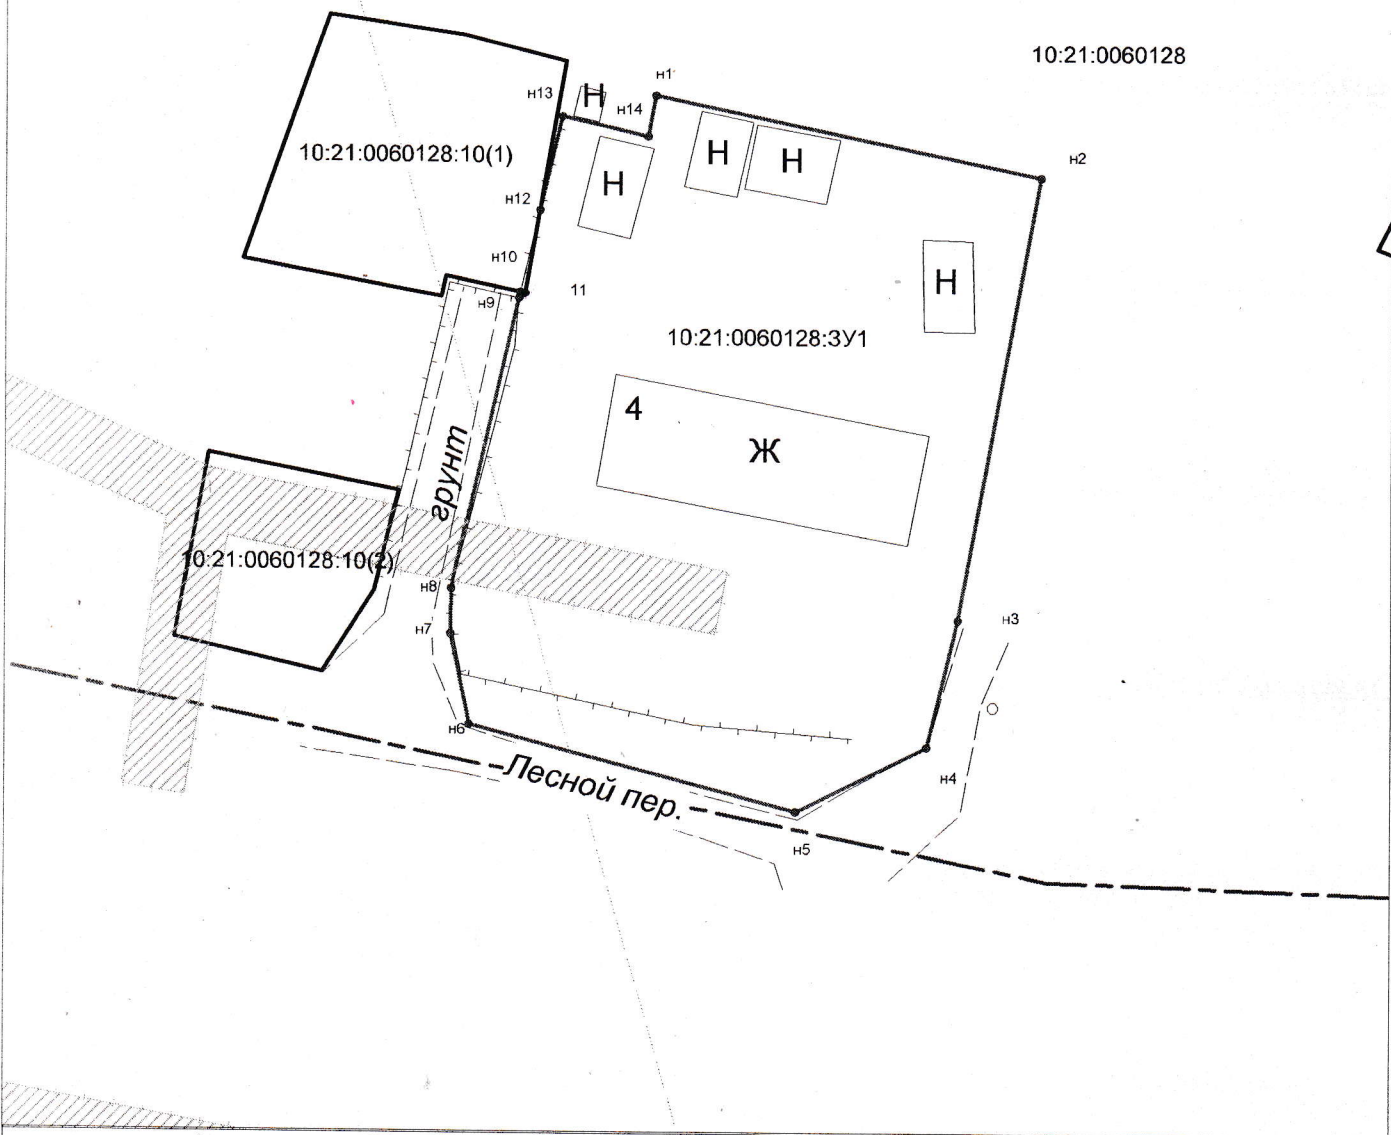 10:21:0060128
н1
н13
Н
н14
10:21:0060128:10(1)
Н
Н
Н
н2
н12
н10
11
н9
Н
10:21:0060128:ЗУ1
4
Ж
грунт
10:21:0060128:10(2)
н8
н7
н3
н6
Лесной пер.
н4
н5